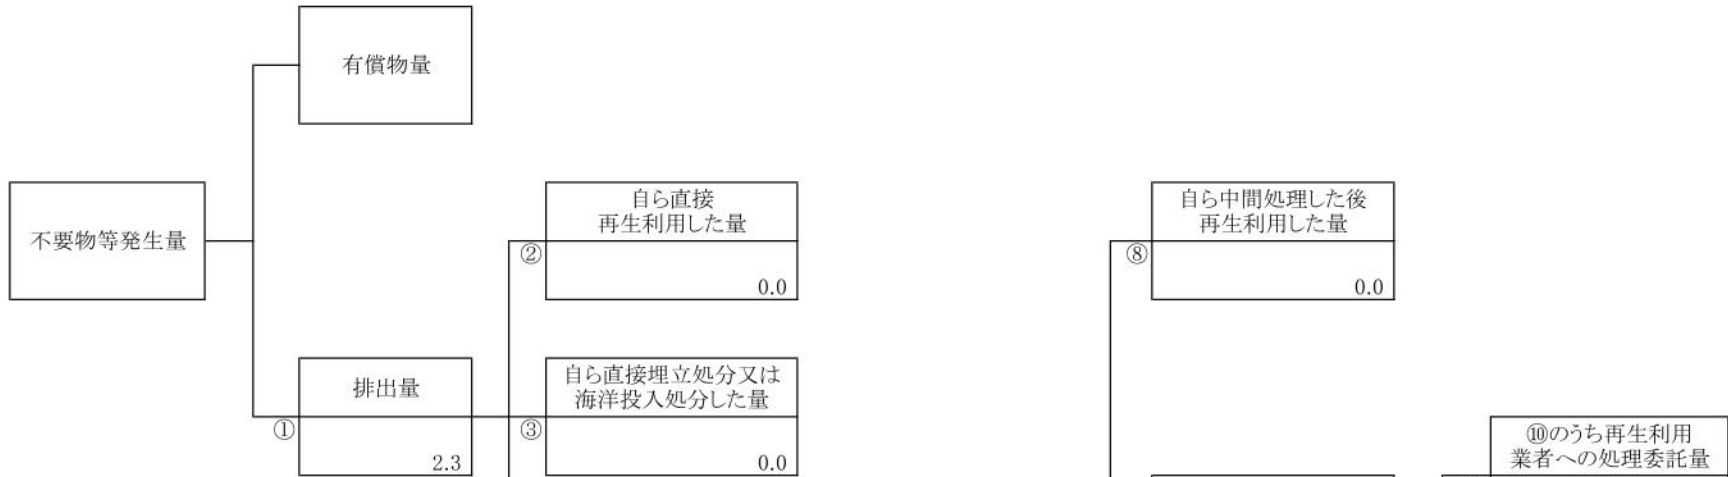 有償物量
不要物等発生量
自ら直接
再生利用した量
②
0.0
自ら中間処理した後
再生利用した量
⑧
0.0
排出量
①
2.3
自ら直接埋立処分又は
海洋投入処分した量
③
0.0
⑩のうち再生利用
業者への処理委託量